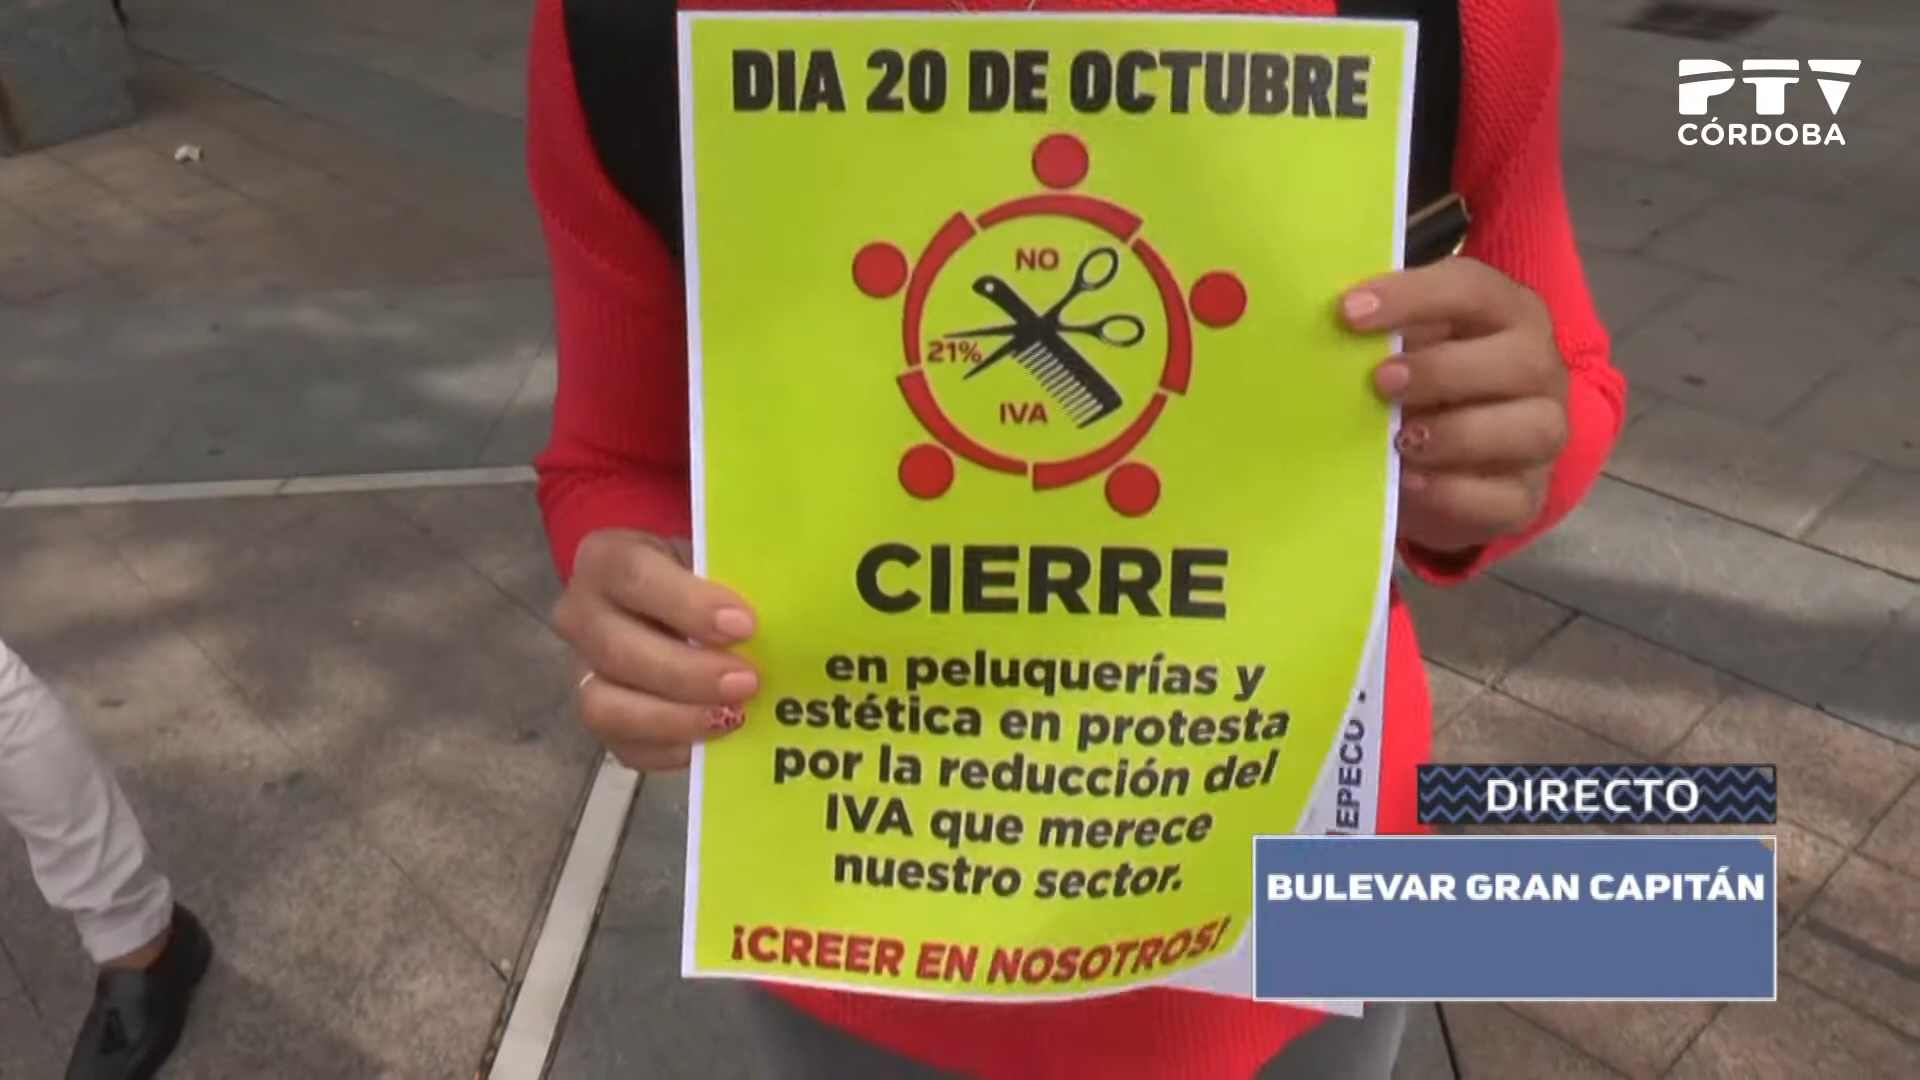 DIA 20 DE OCTUBRE
NO
21%
IVA
CIERRE
en peluquerías y
estética en protesta
por la reducción del
IVA que merece
nuestro sector.
¡CREER EN NOSOTROS!
EPECO
PTV
CÓRDOBA
DIRECTO
BULEVAR GRAN CAPITÁN